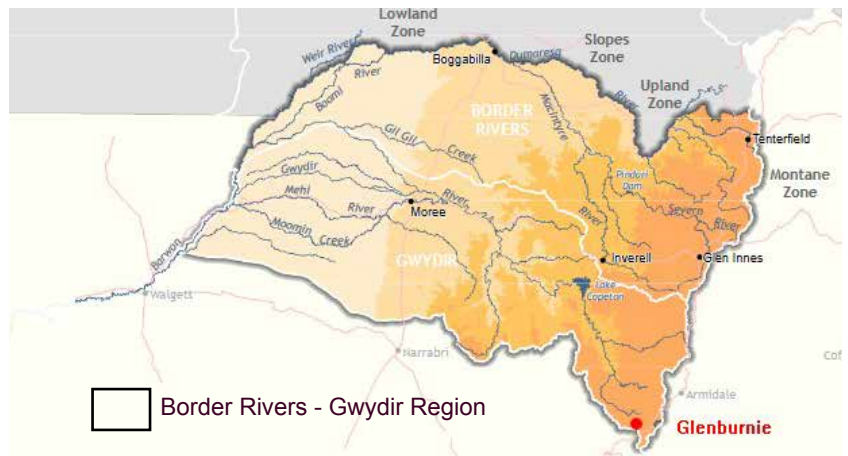 Lowland
Zone
Slopes
Zone
Upland
Zone
Montane
Zone
Weir River
Boggabilla
Dumaresq
River
Boomi
River
BORDER
RIVERS
MacIntyre
River
Tenterfield
Gil Gil
Creek
Pindari
Dam
Gwydir
River
Mehi
River
Moree
Severn
River
Moomin
Creek
Barwon
GWYDIR
Inverell
Glen Innes
Lake
Copeton
Walgett
Narrabri
Cof
Armidale
Border Rivers - Gwydir Region
Glenburnie